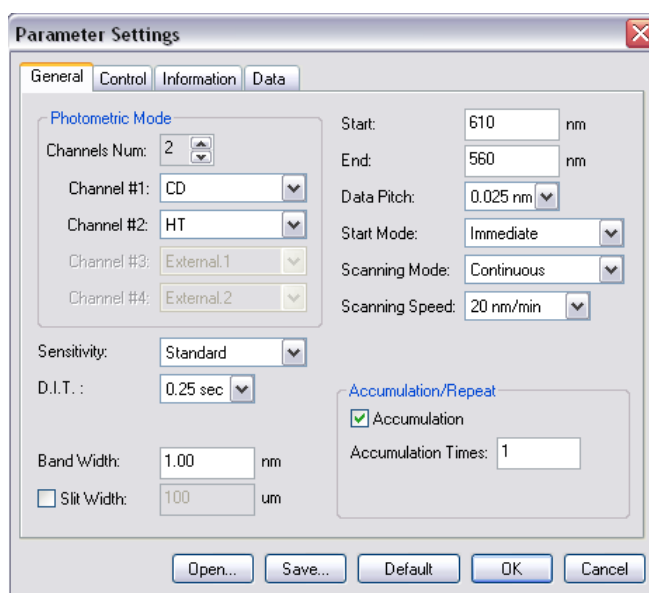 Parameter Settings
General Control Information Data
Photometric Mode
Channels Num: 2
Channel #1: CD
Channel #2: HT
Channel #3: External.1
Channel #4: External.2
Sensitivity: Standard
D.I.T. : 0.25 sec
Band Width: 1.00 nm
Slit Width: 100 um
Start: 610 nm
End: 560 nm
Data Pitch: 0.025 nm
Start Mode: Immediate
Scanning Mode: Continuous
Scanning Speed: 20 nm/min
Accumulation/Repeat
Accumulation
Accumulation Times: 1
Open... Save... Default OK Cancel